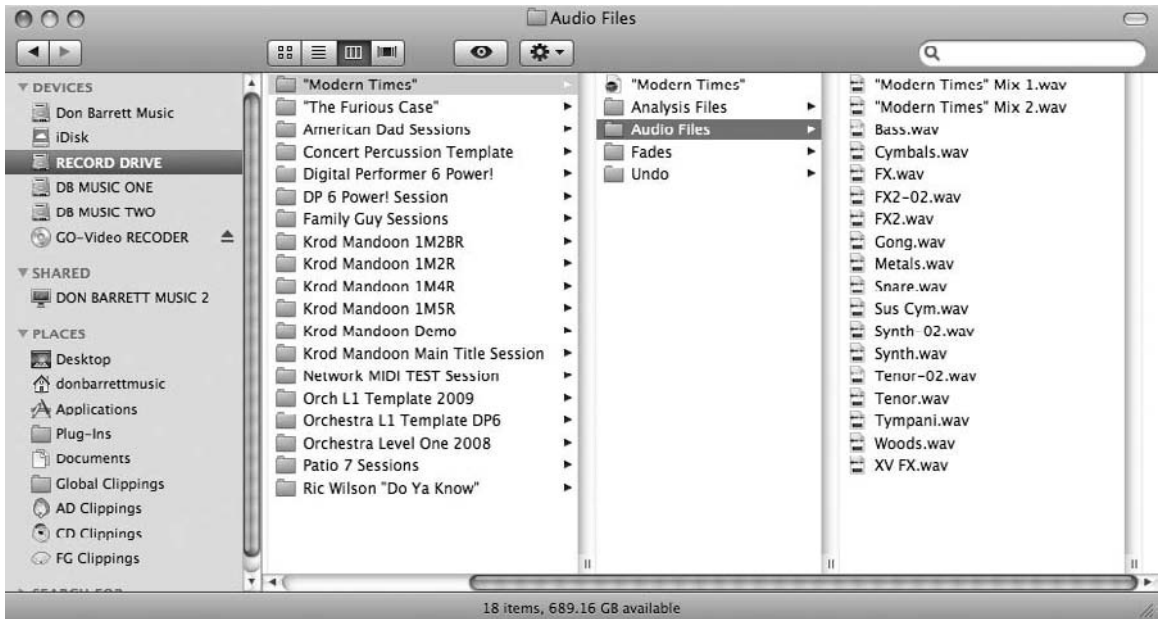 Audio Files
DEVICES
Don Barrett Music
iDisk
RECORD DRIVE
DB MUSIC ONE
DB MUSIC TWO
GO-Video RECODER
SHARED
DON BARRETT MUSIC 2
PLACES
Desktop
donbarrettmusic
Applications
Plug-Ins
Documents
Global Clippings
AD Clippings
CD Clippings
FG Clippings
SEARCH FOR
"Modern Times"
"The Furious Case"
American Dad Sessions
Concert Percussion Template
Digital Performer 6 Power!
DP 6 Power! Session
Family Guy Sessions
Krod Mandoon 1M2BR
Krod Mandoon 1M2R
Krod Mandoon 1M4R
Krod Mandoon 1M5R
Krod Mandoon Demo
Krod Mandoon Main Title Session
Network MIDI TEST Session
Orch L1 Template 2009
Orchestra L1 Template DP6
Orchestra Level One 2008
Patio 7 Sessions
Ric Wilson "Do Ya Know"
"Modern Times"
Analysis Files
Audio Files
Fades
Undo
"Modern Times" Mix 1.wav
"Modern Times" Mix 2.wav
Bass.wav
Cymbals.wav
FX.wav
FX2-02.wav
FX2.wav
Gong.wav
Metals.wav
Snare.wav
Sus Cym.wav
Synth-02.wav
Synth.wav
Tenor-02.wav
Tenor.wav
Tympani.wav
Woods.wav
XV FX.wav
18 items, 689.16 GB available